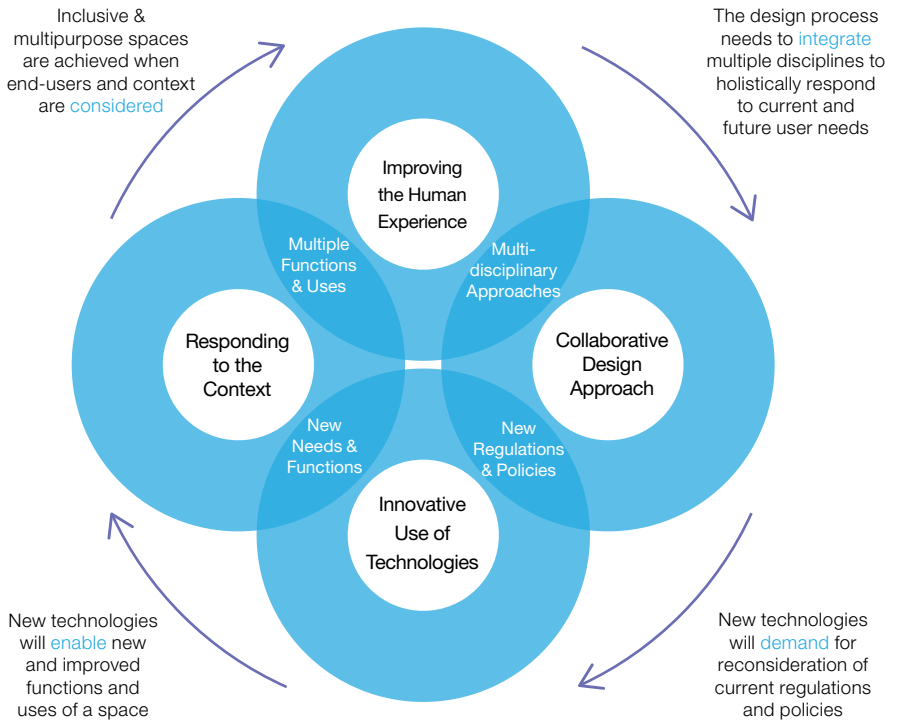 Inclusive &
multipurpose spaces
are achieved when
end-users and context
are considered
The design process
needs to integrate
multiple disciplines to
holistically respond
to current and
future user needs
Improving
the Human
Experience
Multiple
Functions
& Uses
Multi-
disciplinary
Approaches
Responding
to the
Context
Collaborative
Design
Approach
New
Needs &
Functions
New
Regulations
& Policies
Innovative
Use of
Technologies
New technologies
will enable new
and improved
functions and
uses of a space
New technologies
will demand for
reconsideration of
current regulations
and policies